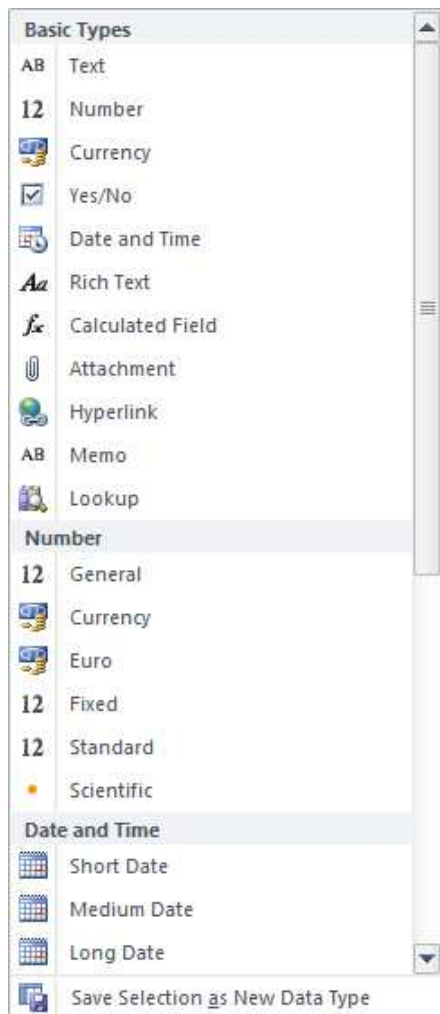 Basic Types
AB Text
12 Number
Currency
Yes/No
Date and Time
Aa Rich Text
fx Calculated Field
Attachment
Hyperlink
AB Memo
Lookup
Number
12 General
Currency
Euro
12 Fixed
12 Standard
Scientific
Date and Time
Short Date
Medium Date
Long Date
Save Selection as New Data Type